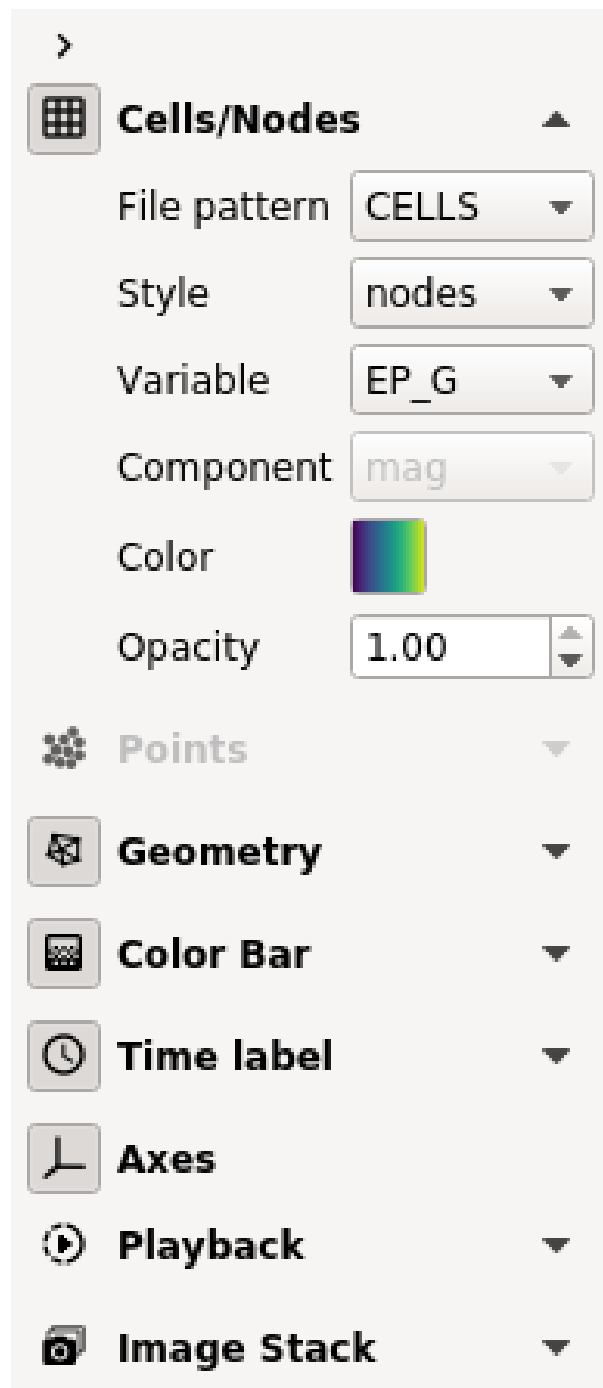 Cells/Nodes
File pattern CELLS
Style nodes
Variable EP_G
Component mag
Color
Opacity 1.00
Points
Geometry
Color Bar
Time label
Axes
Playback
Image Stack